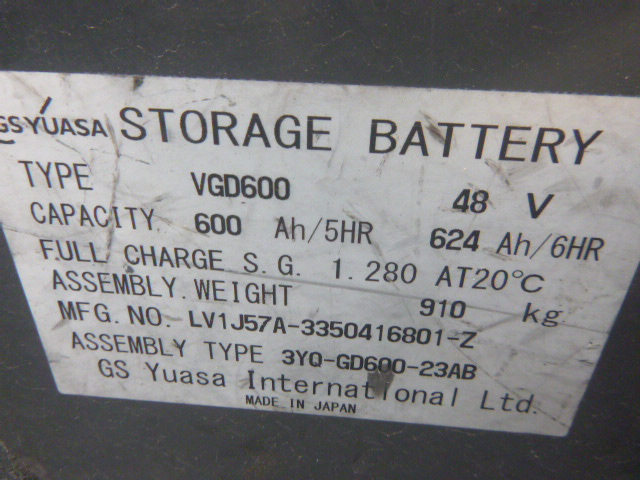 GS YUASA STORAGE BATTERY
TYPE VGD600 48 V
CAPACITY 600 Ah/5HR 624 Ah/6HR
FULL CHARGE S.G. 1.280 AT20℃
ASSEMBLY.WEIGHT 910 kg
MFG.NO. LV1J57A-3350416801-Z
ASSEMBLY TYPE 3YQ-GD600-23AB
GS Yuasa International Ltd.
MADE IN JAPAN